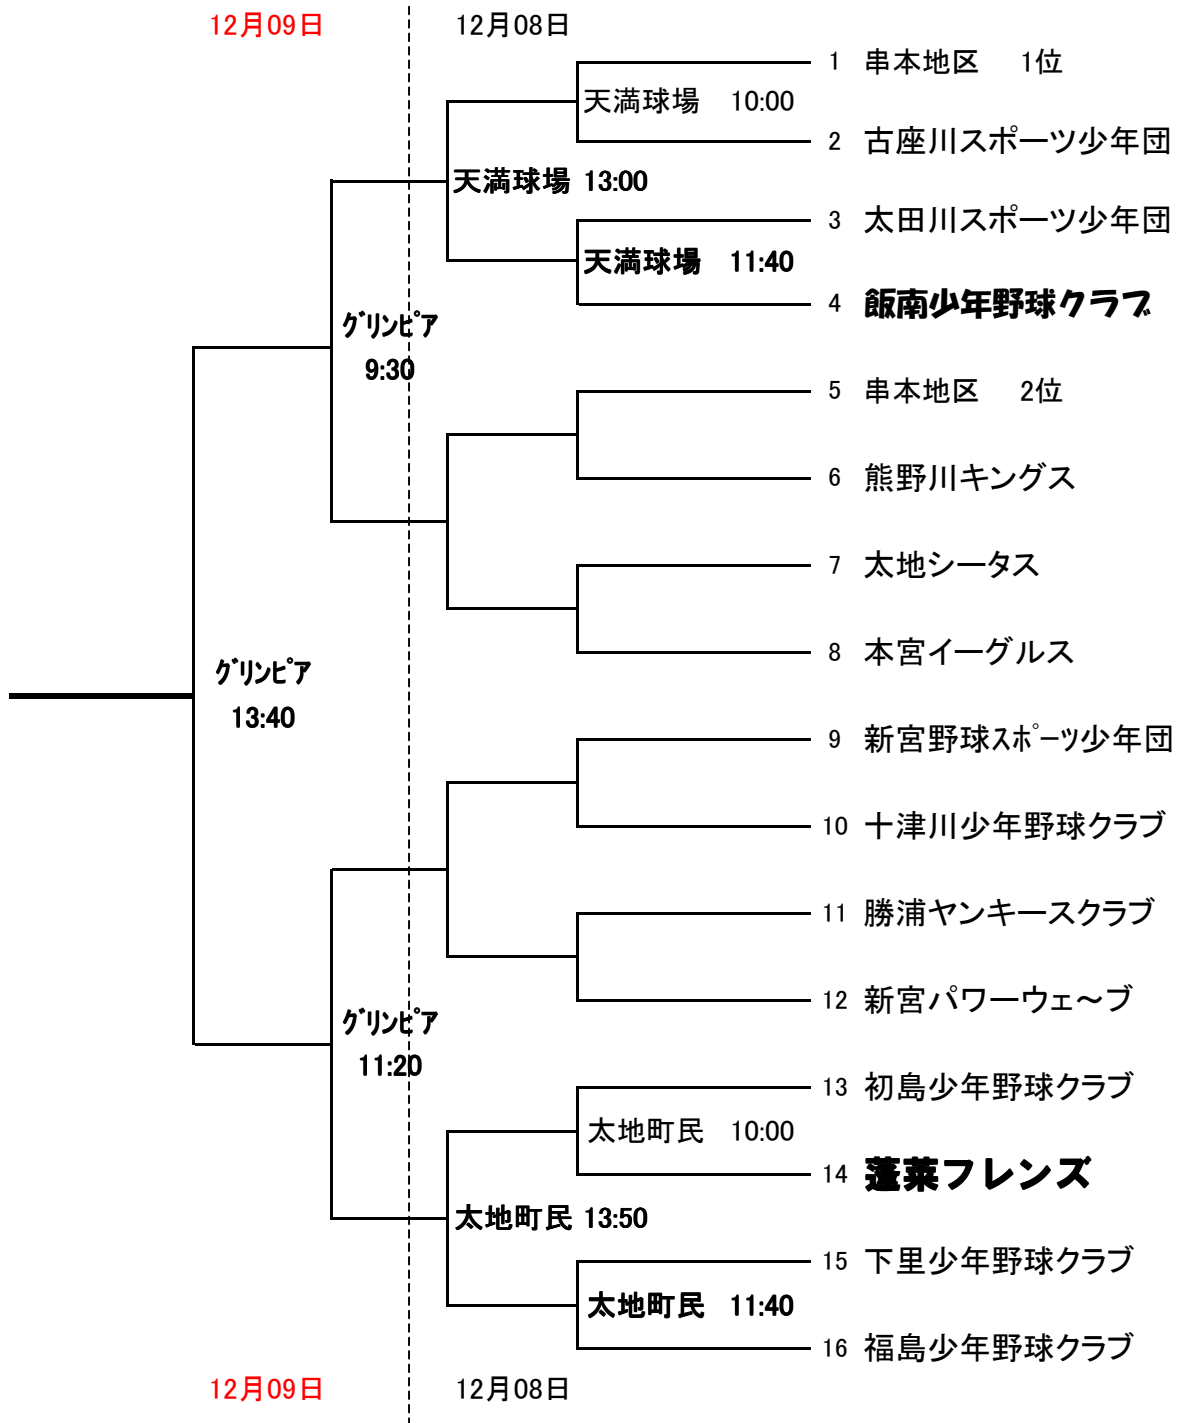 12月09日 12月08日
1 串本地区 1位
天満球場 10:00
2 古座川スポーツ少年団
天満球場 13:00
3 太田川スポーツ少年団
天満球場 11:40
4 飯南少年野球クラブ
グリンピア
9:30
5 串本地区 2位
6 熊野川キングス
7 太地シータス
8 本宮イーグルス
グリンピア
13:40
9 新宮野球スポーツ少年団
10 十津川少年野球クラブ
11 勝浦ヤンキースクラブ
12 新宮パワーウェ～ブ
グリンピア
11:20
13 初島少年野球クラブ
太地町民 10:00
14 蓬莱フレンズ
太地町民 13:50
15 下里少年野球クラブ
太地町民 11:40
16 福島少年野球クラブ
12月09日 12月08日